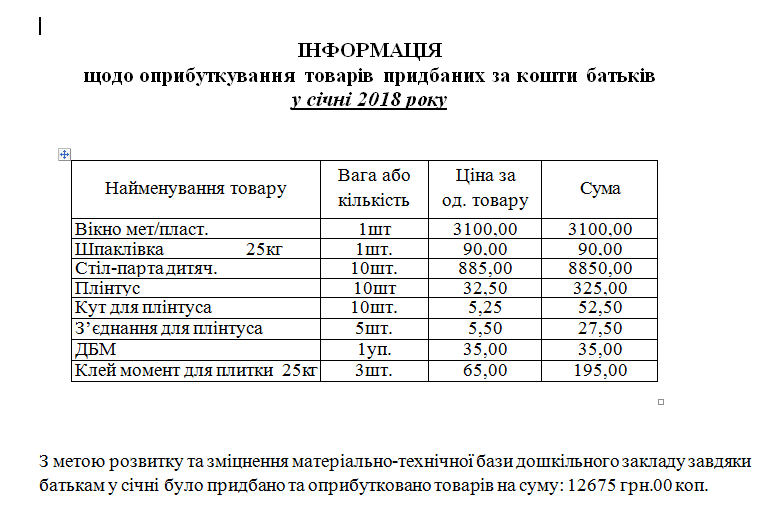 ІНФОРМАЦІЯ
щодо оприбуткування товарів придбаних за кошти батьків
у січні 2018 року
Найменування товару Вага або кількість Ціна за од. товару Сума
Вікно мет/пласт. 1шт 3100,00 3100,00
Шпаклівка 25кг 1шт. 90,00 90,00
Стіл-парта дитяч. 10шт. 885,00 8850,00
Плінтус 10шт 32,50 325,00
Кут для плінтуса 10шт. 5,25 52,50
З’єднання для плінтуса 5шт. 5,50 27,50
ДБМ 1уп. 35,00 35,00
Клей момент для плитки 25кг 3шт. 65,00 195,00
З метою розвитку та зміцнення матеріально-технічної бази дошкільного закладу завдяки
батькам у січні було придбано та оприбутковано товарів на суму: 12675 грн.00 коп.